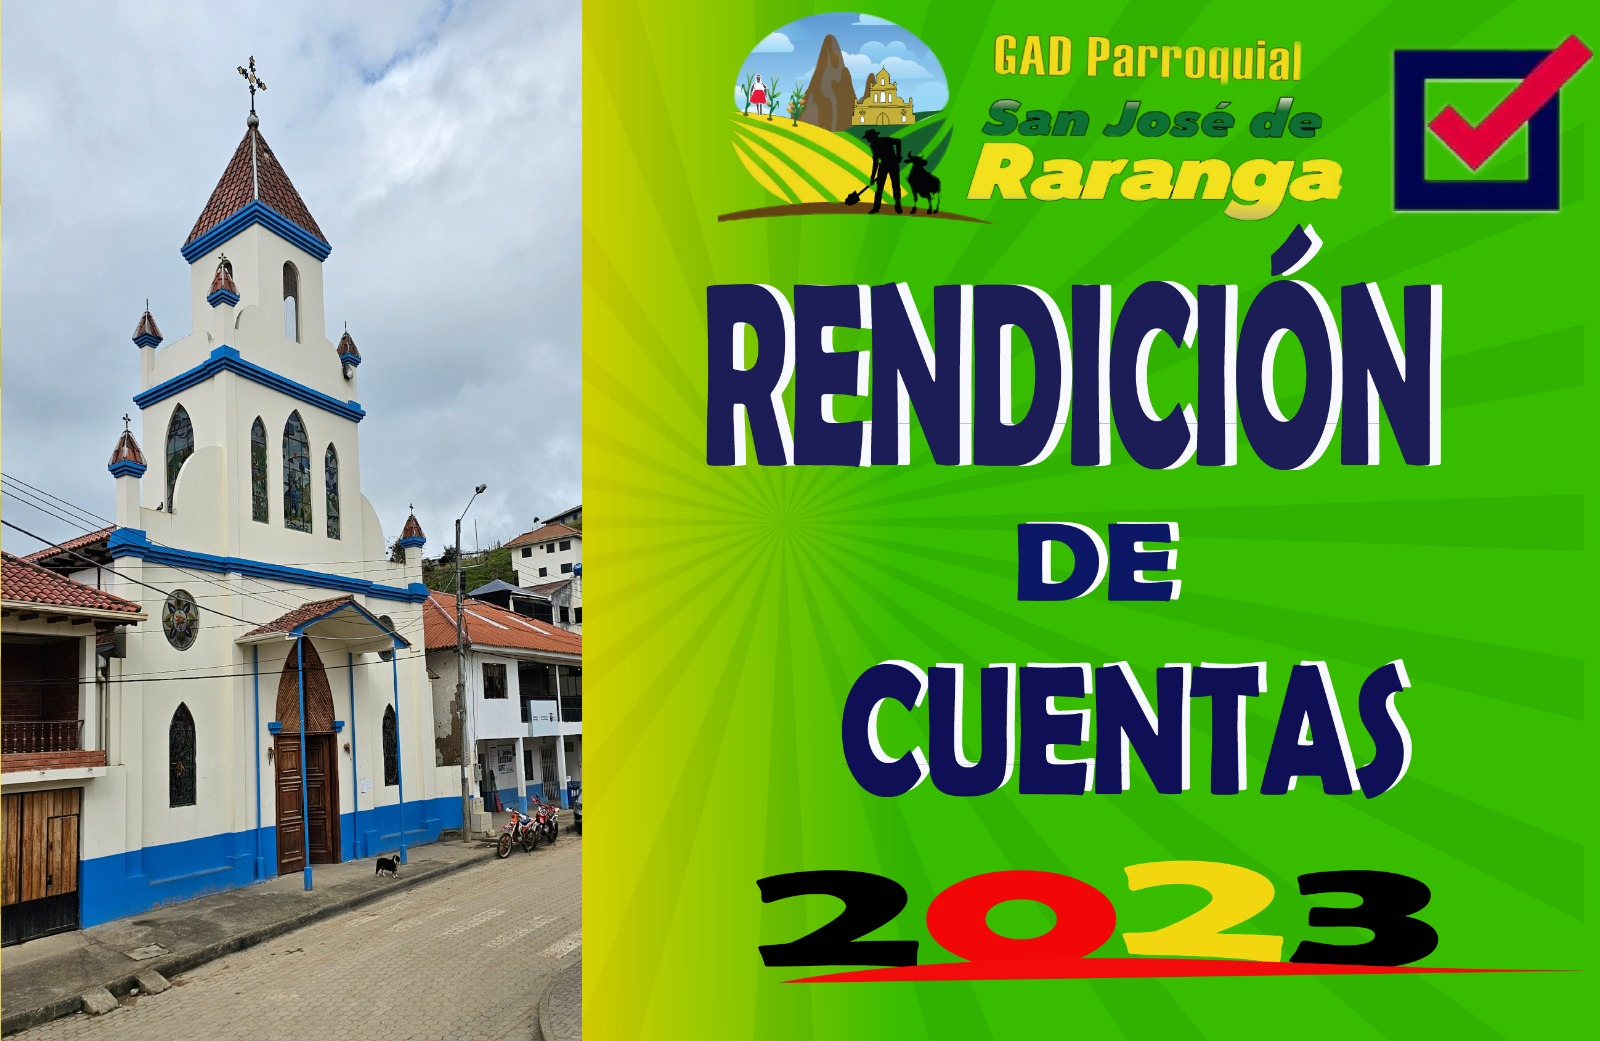 GAD Parroquial
San José de
Raranga
RENDICIÓN
DE
CUENTAS
2023